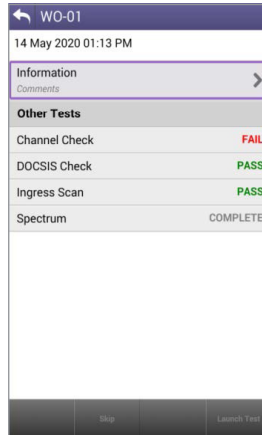 WO-01
14 May 2020 01:13 PM
Information
Comments
Other Tests
Channel Check FAIL
DOCSIS Check PASS
Ingress Scan PASS
Spectrum COMPLETE
Skip Launch Test